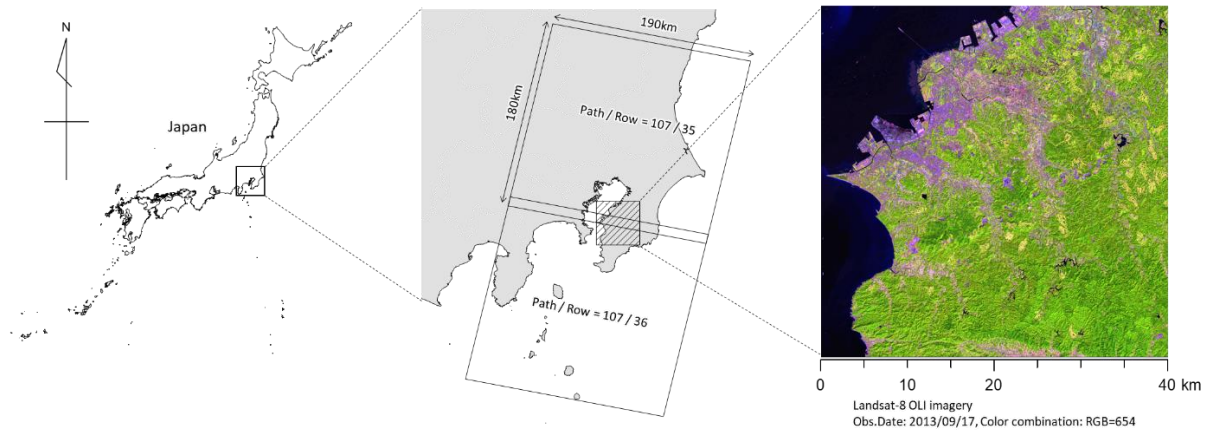 N
Japan
190km
180km
Path / Row = 107 / 35
Path / Row = 107 / 36
0 10 20 30 40 km
Landsat-8 OLI imagery
Obs.Date: 2013/09/17, Color combination: RGB=654